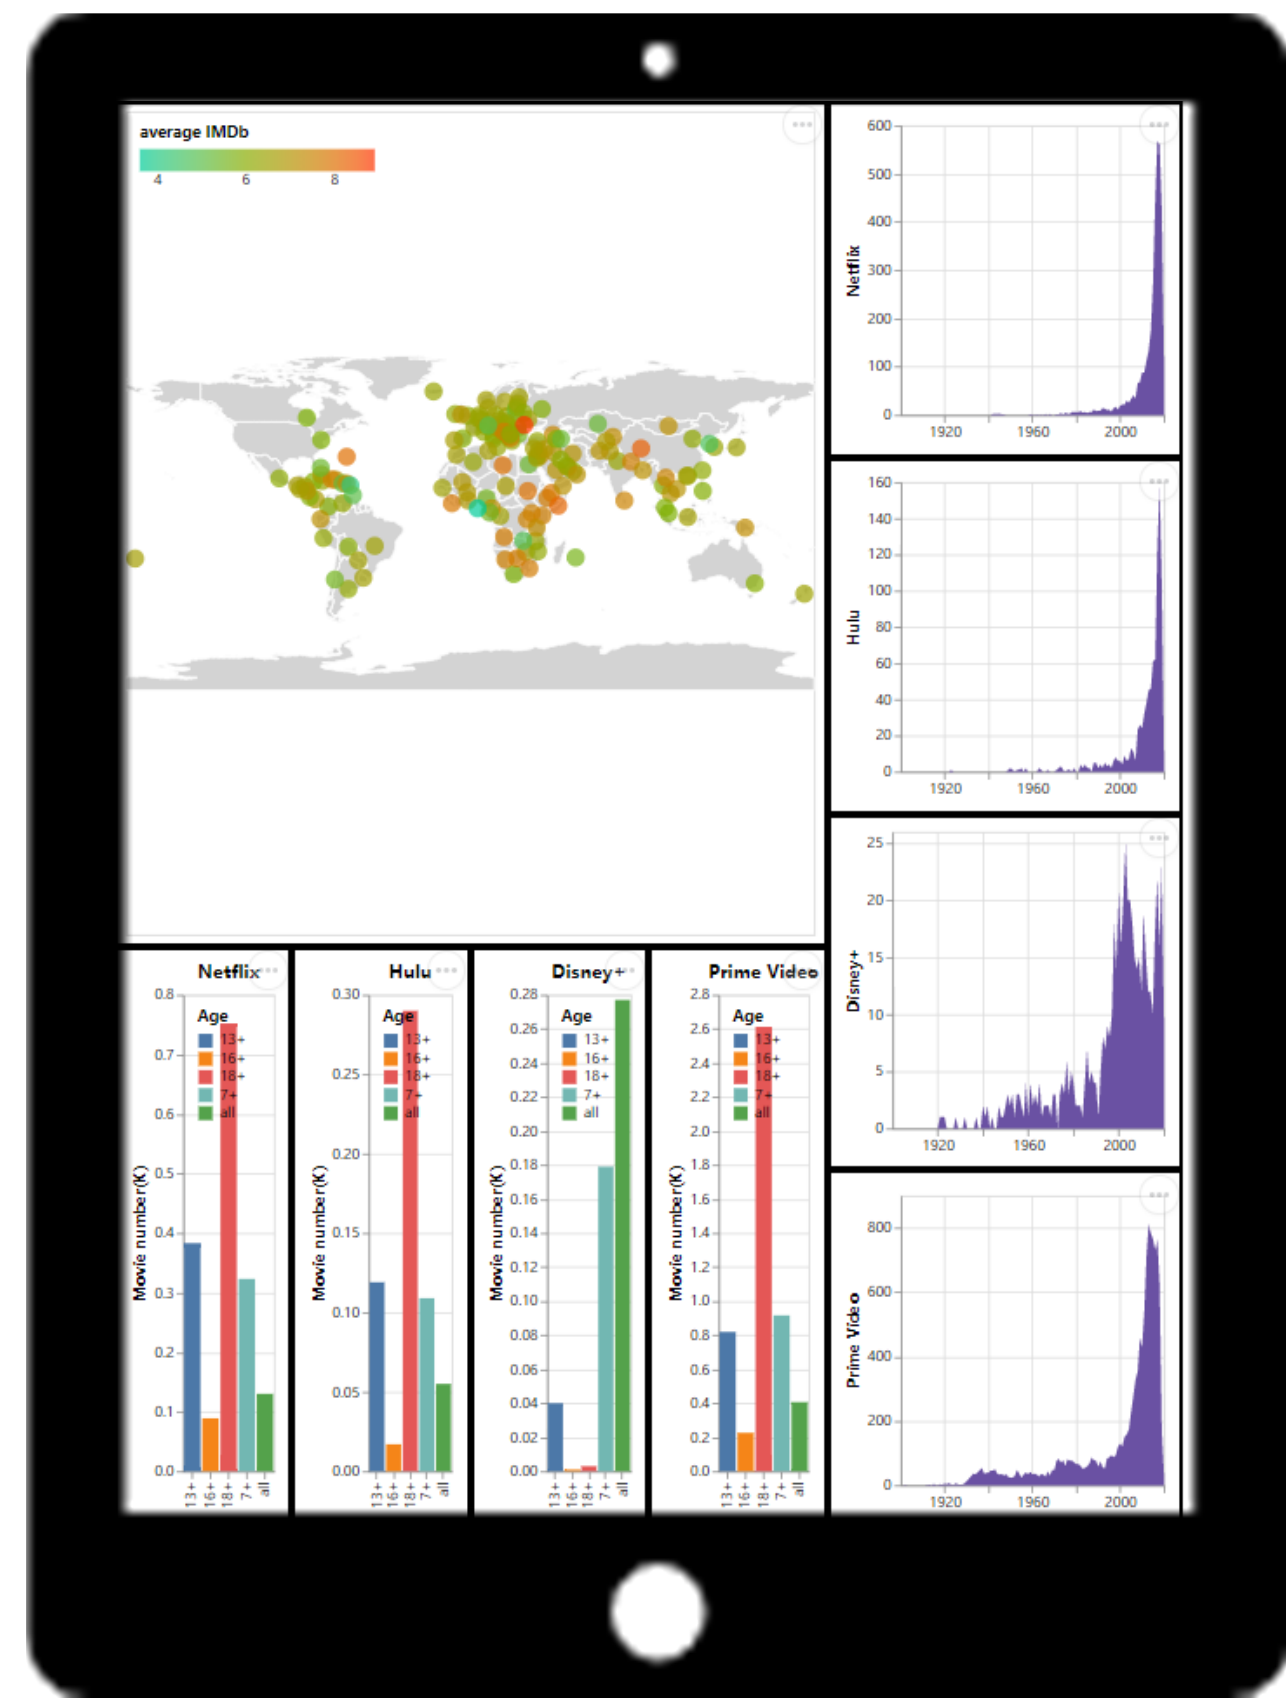 average IMDb
4 6 8
600
500
400
300
200
100
0
Netflix
1920 1960 2000
160
140
120
100
80
60
40
20
0
Hulu
1920 1960 2000
25
20
15
10
5
0
Disney+
1920 1960 2000
800
600
400
200
0
Prime Video
1920 1960 2000
Netflix
0.8
0.7
0.6
0.5
0.4
0.3
0.2
0.1
0.0
Movie number(K)
Age
13+
16+
18+
7+
all
13+ 16+ 18+ 7+ all
Hulu
0.30
0.25
0.20
0.15
0.10
0.05
0.00
Movie number(K)
Age
13+
16+
18+
7+
all
13+ 16+ 18+ 7+ all
Disney+
0.28
0.26
0.24
0.22
0.20
0.18
0.16
0.14
0.12
0.10
0.08
0.06
0.04
0.02
0.00
Movie number(K)
Age
13+
16+
18+
7+
all
13+ 16+ 18+ 7+ all
Prime Video
2.8
2.6
2.4
2.2
2.0
1.8
1.6
1.4
1.2
1.0
0.8
0.6
0.4
0.2
0.0
Movie number(K)
Age
13+
16+
18+
7+
all
13+ 16+ 18+ 7+ all